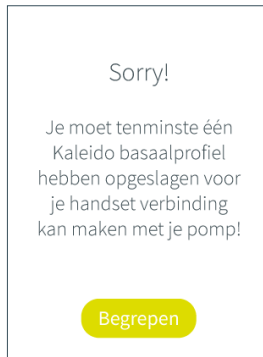 Sorry!
Je moet tenminste één
Kaleido basaalprofiel
hebben opgeslagen voor
je handset verbinding
kan maken met je pomp!
Begrepen